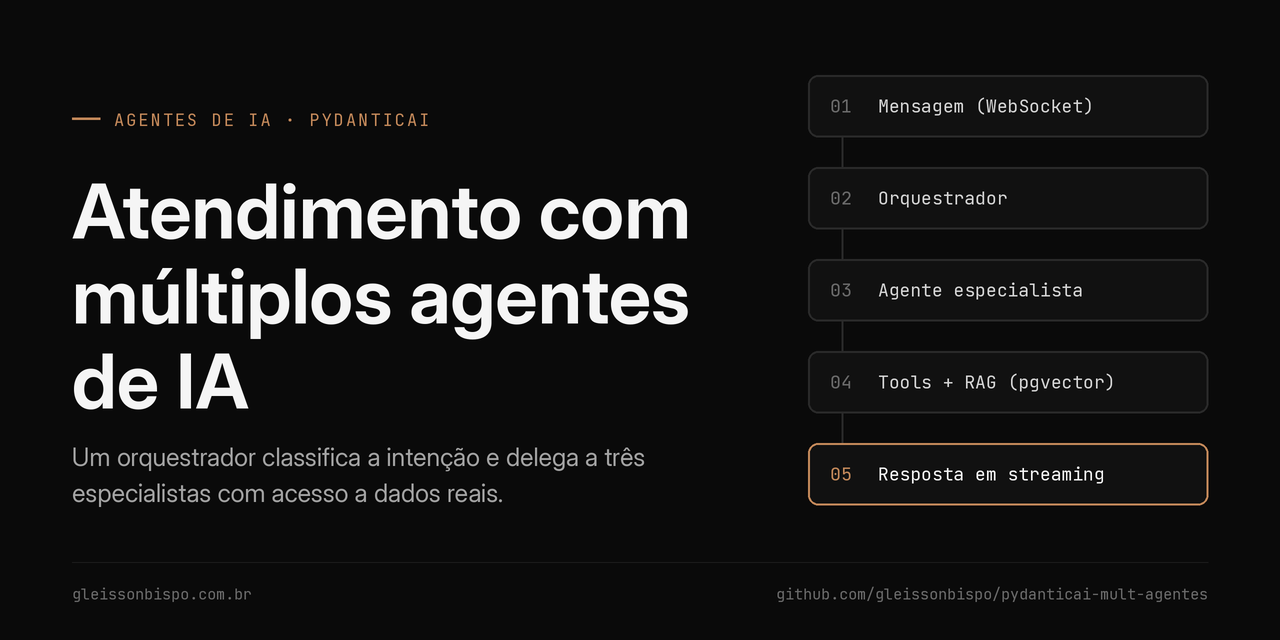 AGENTES DE IA · PYDANTICAI
Atendimento com
múltiplos agentes
de IA
Um orquestrador classifica a intenção e delega a três
especialistas com acesso a dados reais.
01 Mensagem (WebSocket)
02 Orquestrador
03 Agente especialista
04 Tools + RAG (pgvector)
05 Resposta em streaming
gleissonbispo.com.br
github.com/gleissonbispo/pydanticai-mult-agentes